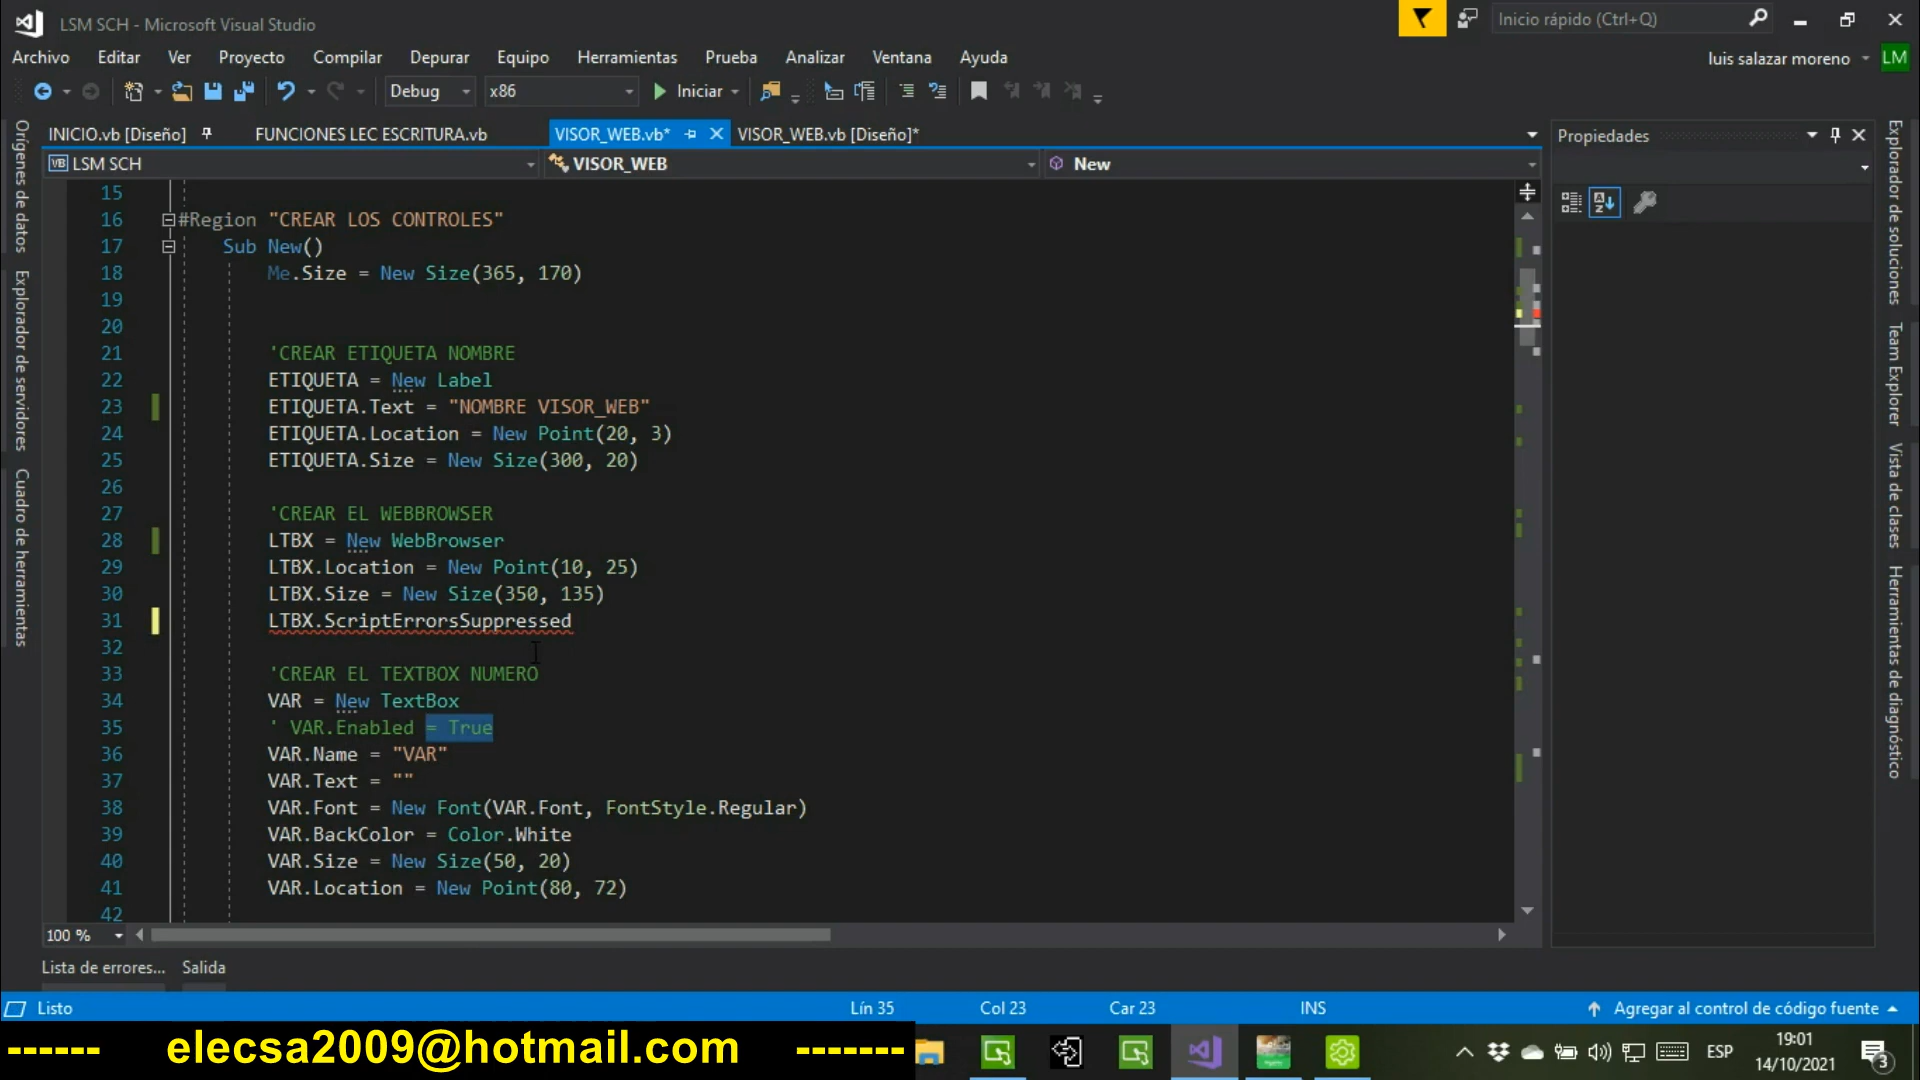 LSM SCH - Microsoft Visual Studio
Inicio rápido (Ctrl+Q)
Archivo Editar Ver Proyecto Compilar Depurar Equipo Herramientas Prueba Analizar Ventana Ayuda
luis salazar moreno LM
Debug x86 Iniciar
INICIO.vb [Diseño] FUNCIONES LEC ESCRITURA.vb VISOR_WEB.vb* VISOR_WEB.vb [Diseño]*
Propiedades
VB LSM SCH VISOR_WEB New
Orígenes de datos
Explorador de servidores
Cuadro de herramientas
15
16 #Region "CREAR LOS CONTROLES"
17 Sub New()
18 Me.Size = New Size(365, 170)
19
20
21 'CREAR ETIQUETA NOMBRE
22 ETIQUETA = New Label
23 ETIQUETA.Text = "NOMBRE VISOR_WEB"
24 ETIQUETA.Location = New Point(20, 3)
25 ETIQUETA.Size = New Size(300, 20)
26
27 'CREAR EL WEBBROWSER
28 LTBX = New WebBrowser
29 LTBX.Location = New Point(10, 25)
30 LTBX.Size = New Size(350, 135)
31 LTBX.ScriptErrorsSuppressed
32
33 'CREAR EL TEXTBOX NUMERO
34 VAR = New TextBox
35 ' VAR.Enabled = True
36 VAR.Name = "VAR"
37 VAR.Text = ""
38 VAR.Font = New Font(VAR.Font, FontStyle.Regular)
39 VAR.BackColor = Color.White
40 VAR.Size = New Size(50, 20)
41 VAR.Location = New Point(80, 72)
42
Explorador de soluciones
Team Explorer
Vista de clases
Herramientas de diagnóstico
100 %
Lista de errores... Salida
Listo Lín 35 Col 23 Car 23 INS Agregar al control de código fuente
------ elecsa2009@hotmail.com -------
ESP
19:01
14/10/2021
3